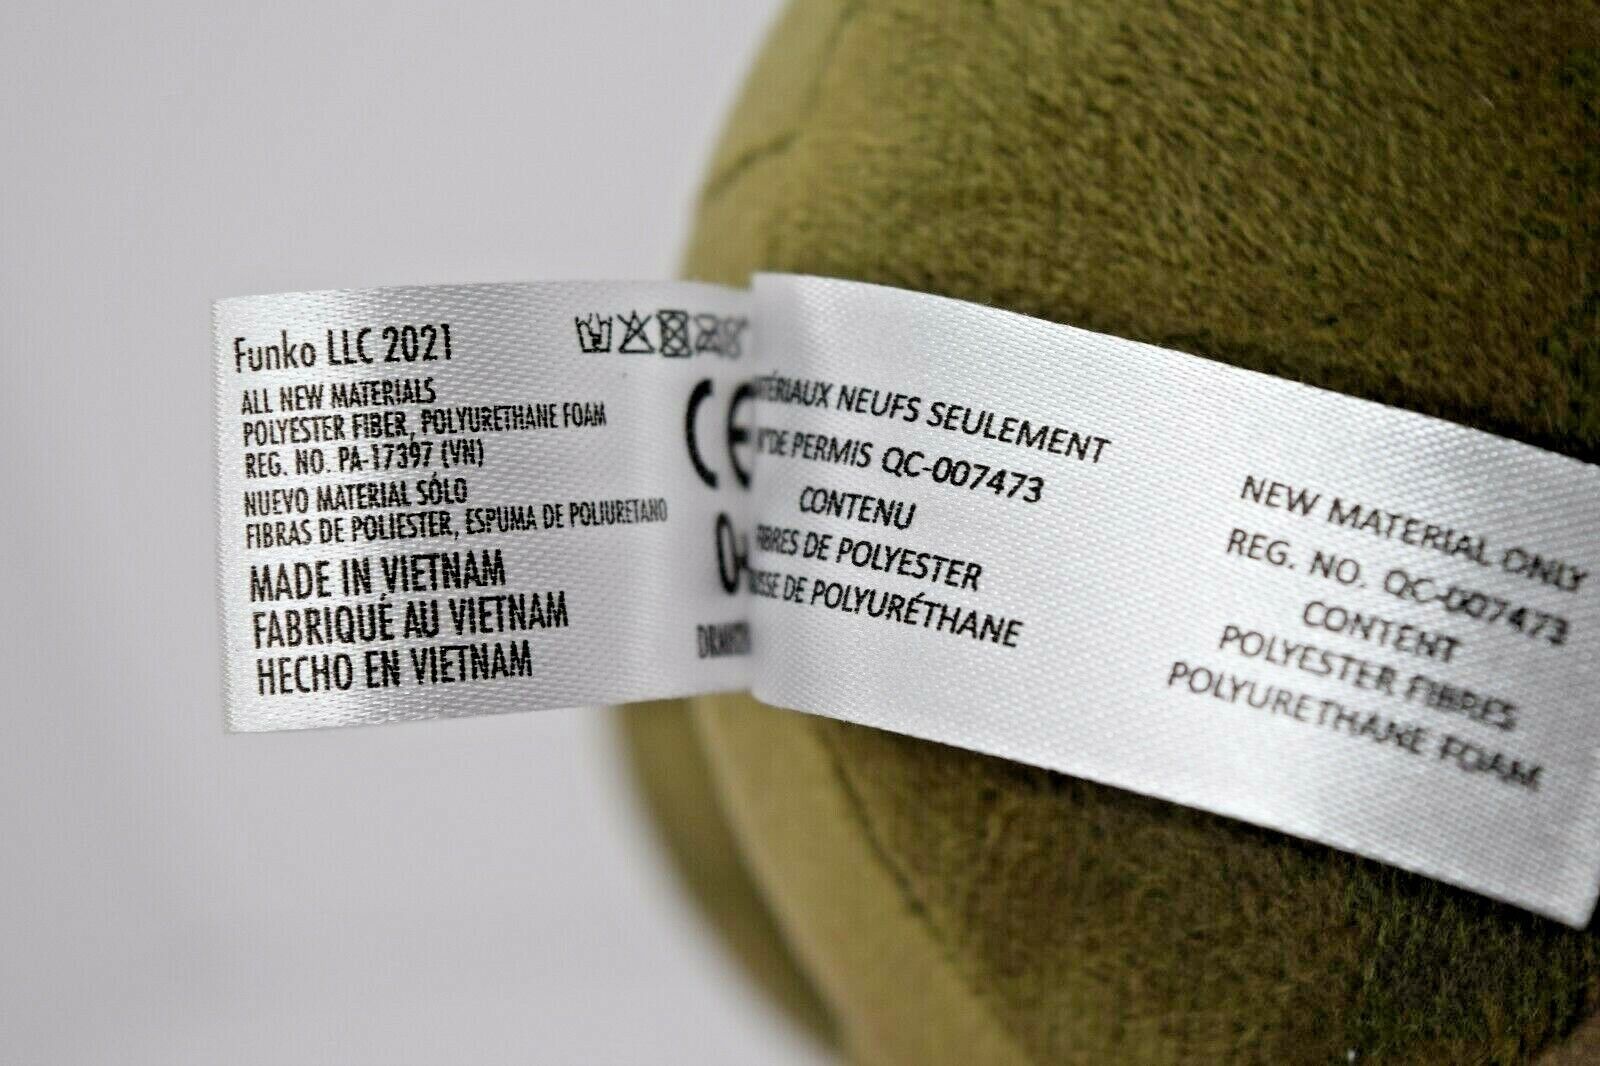 Funko LLC 2021
ALL NEW MATERIALS
POLYESTER FIBER, POLYURETHANE FOAM
REG. NO. PA-17397 (VN)
NUEVO MATERIAL SÓLO
FIBRAS DE POLIESTER, ESPUMA DE POLIURETANO
MADE IN VIETNAM
FABRIQUÉ AU VIETNAM
HECHO EN VIETNAM
CE
NEUFS SEULEMENT
DE PERMIS QC-007473
CONTENU
DE POLYESTER
DE POLYURÉTHANE
NEW MATERIAL ONLY
REG. NO. QC-007473
CONTENT
POLYESTER FIBRES
POLYURETHANE FOAM